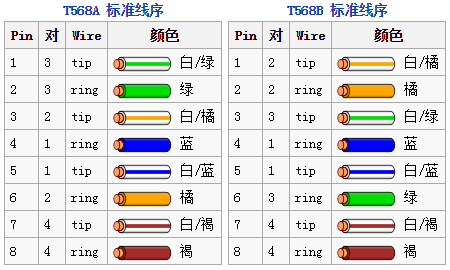 T568A 标准线序 T568B 标准线序
Pin 对 Wire 颜色 Pin 对 Wire 颜色
1 3 tip 白/绿 1 2 tip 白/橘
2 3 ring 绿 2 2 ring 橘
3 2 tip 白/橘 3 3 tip 白/绿
4 1 ring 蓝 4 1 ring 蓝
5 1 tip 白/蓝 5 1 tip 白/蓝
6 2 ring 橘 6 3 ring 绿
7 4 tip 白/褐 7 4 tip 白/褐
8 4 ring 褐 8 4 ring 褐